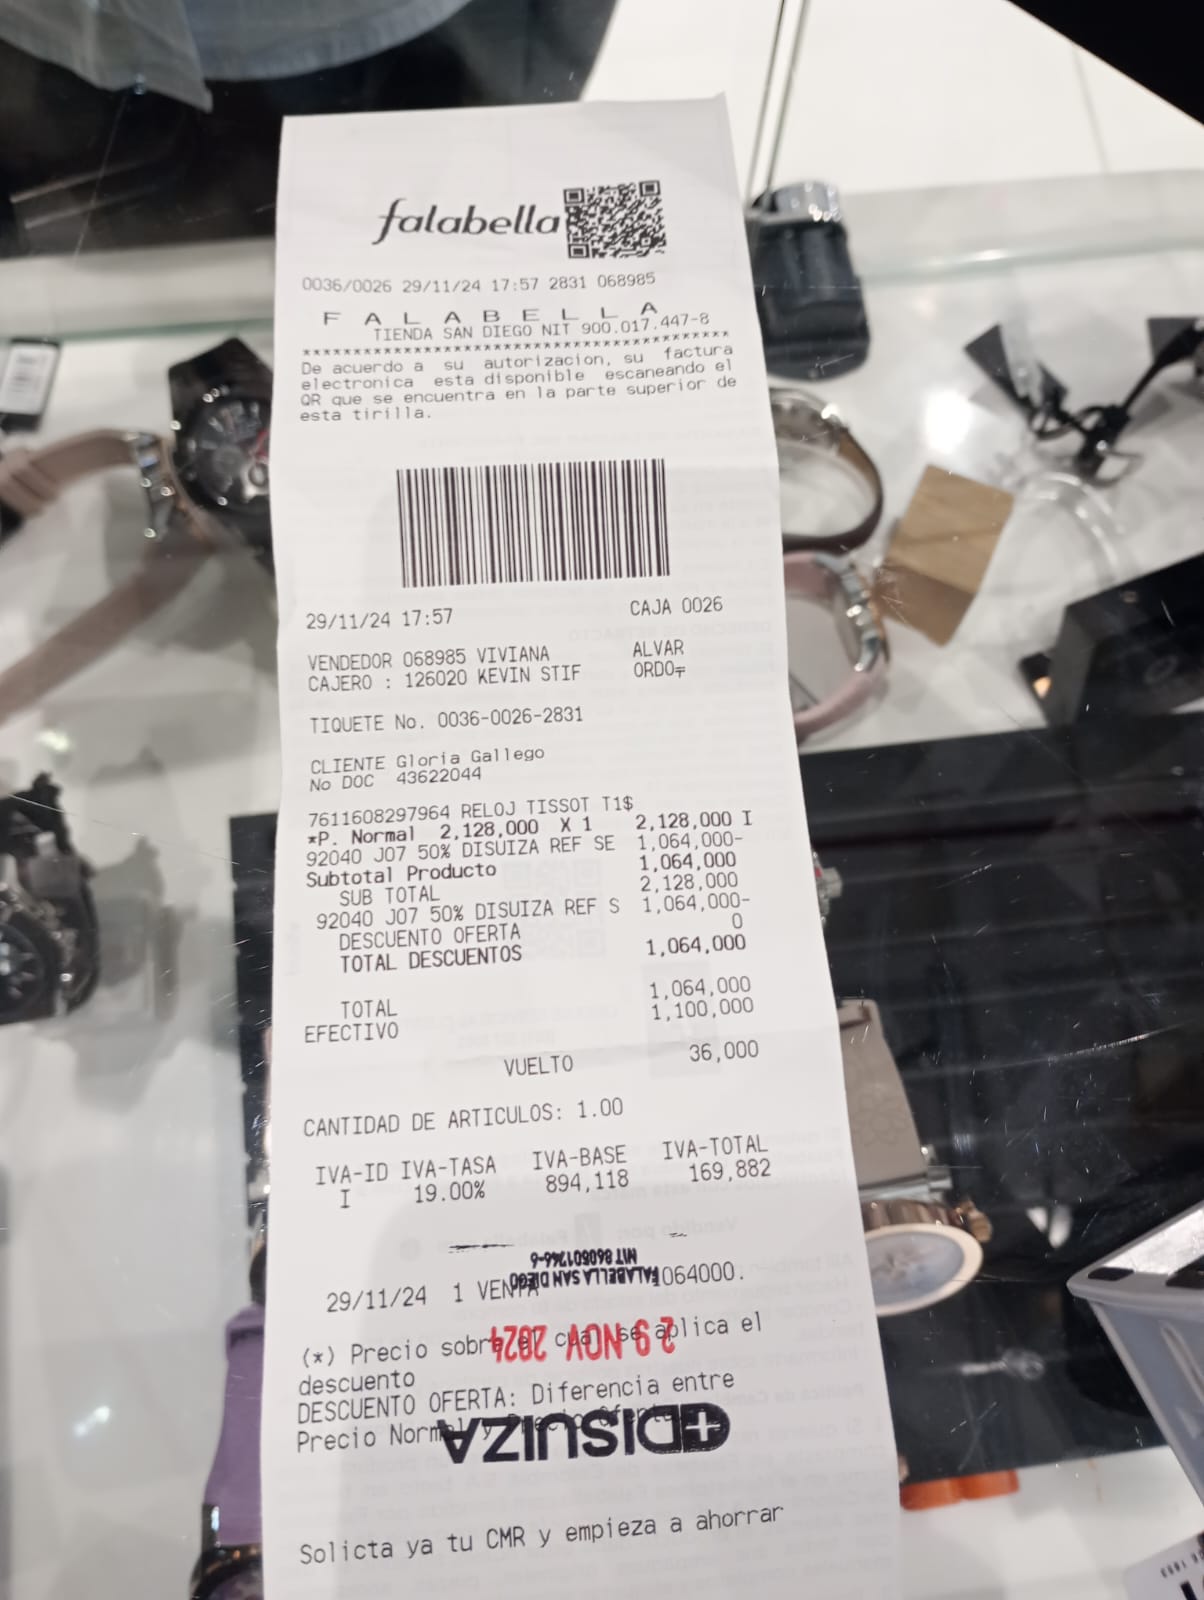 falabella
0036/0026 29/11/24 17:57 2831 068985
F A L A B E L L A
TIENDA SAN DIEGO NIT 900.017.447-8
**************************************************
De acuerdo a su autorizacion, su factura
electronica esta disponible escaneando el
QR que se encuentra en la parte superior de
esta tirilla.
29/11/24 17:57 CAJA 0026
VENDEDOR 068985 VIVIANA ALVAR
CAJERO : 126020 KEVIN STIF ORDO
TIQUETE No. 0036-0026-2831
CLIENTE Gloria Gallego
No DOC 43622044
7611608297964 RELOJ TISSOT T1$
*P. Normal 2,128,000 X 1 2,128,000 I
92040 J07 50% DISUIZA REF SE 1,064,000-
Subtotal Producto 1,064,000
SUB TOTAL 2,128,000
92040 J07 50% DISUIZA REF S 1,064,000-
DESCUENTO OFERTA 0
TOTAL DESCUENTOS 1,064,000
TOTAL 1,064,000
EFECTIVO 1,100,000
VUELTO 36,000
CANTIDAD DE ARTICULOS: 1.00
IVA-ID IVA-TASA IVA-BASE IVA-TOTAL
I 19.00% 894,118 169,882
29/11/24 1 VENTA 1064000.
FALABELLA SAN DIEGO
NIT 860501746-6
(*) Precio sobre el cual se aplica el
descuento
29 NOV 2024
DESCUENTO OFERTA: Diferencia entre
Precio Normal y Precio Oferta
DISUIZA
Solicta ya tu CMR y empieza a ahorrar